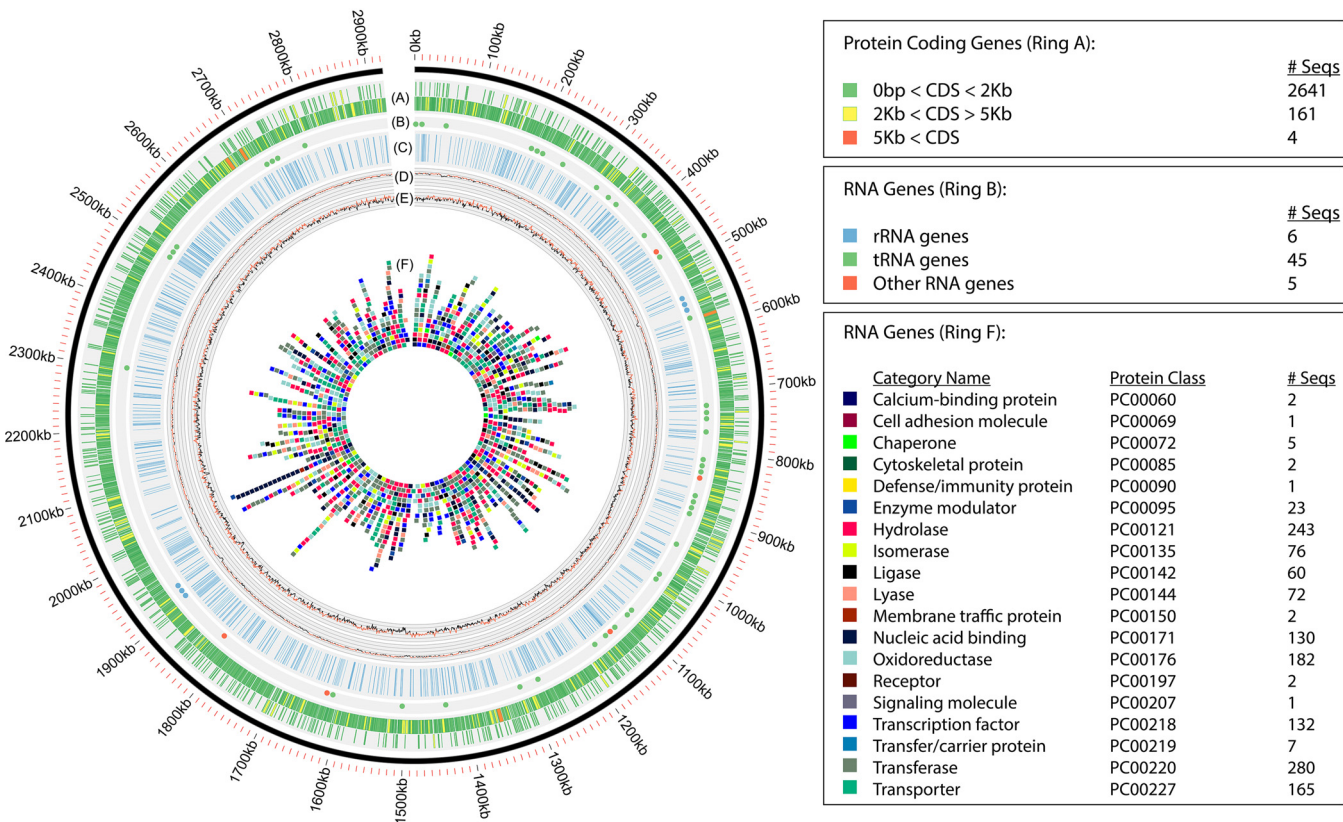 0kb
100kb
200kb
300kb
400kb
500kb
600kb
700kb
800kb
900kb
1000kb
1100kb
1200kb
1300kb
1400kb
1500kb
1600kb
1700kb
1800kb
1900kb
2000kb
2100kb
2200kb
2300kb
2400kb
2500kb
2600kb
2700kb
2800kb
2900kb
(A)
(B)
(C)
(D)
(E)
(F)
Protein Coding Genes (Ring A):
# Seqs
0bp < CDS < 2Kb 2641
2Kb < CDS > 5Kb 161
5Kb < CDS 4
RNA Genes (Ring B):
# Seqs
rRNA genes 6
tRNA genes 45
Other RNA genes 5
RNA Genes (Ring F):
Category Name Protein Class # Seqs
Calcium-binding protein PC00060 2
Cell adhesion molecule PC00069 1
Chaperone PC00072 5
Cytoskeletal protein PC00085 2
Defense/immunity protein PC00090 1
Enzyme modulator PC00095 23
Hydrolase PC00121 243
Isomerase PC00135 76
Ligase PC00142 60
Lyase PC00144 72
Membrane traffic protein PC00150 2
Nucleic acid binding PC00171 130
Oxidoreductase PC00176 182
Receptor PC00197 2
Signaling molecule PC00207 1
Transcription factor PC00218 132
Transfer/carrier protein PC00219 7
Transferase PC00220 280
Transporter PC00227 165